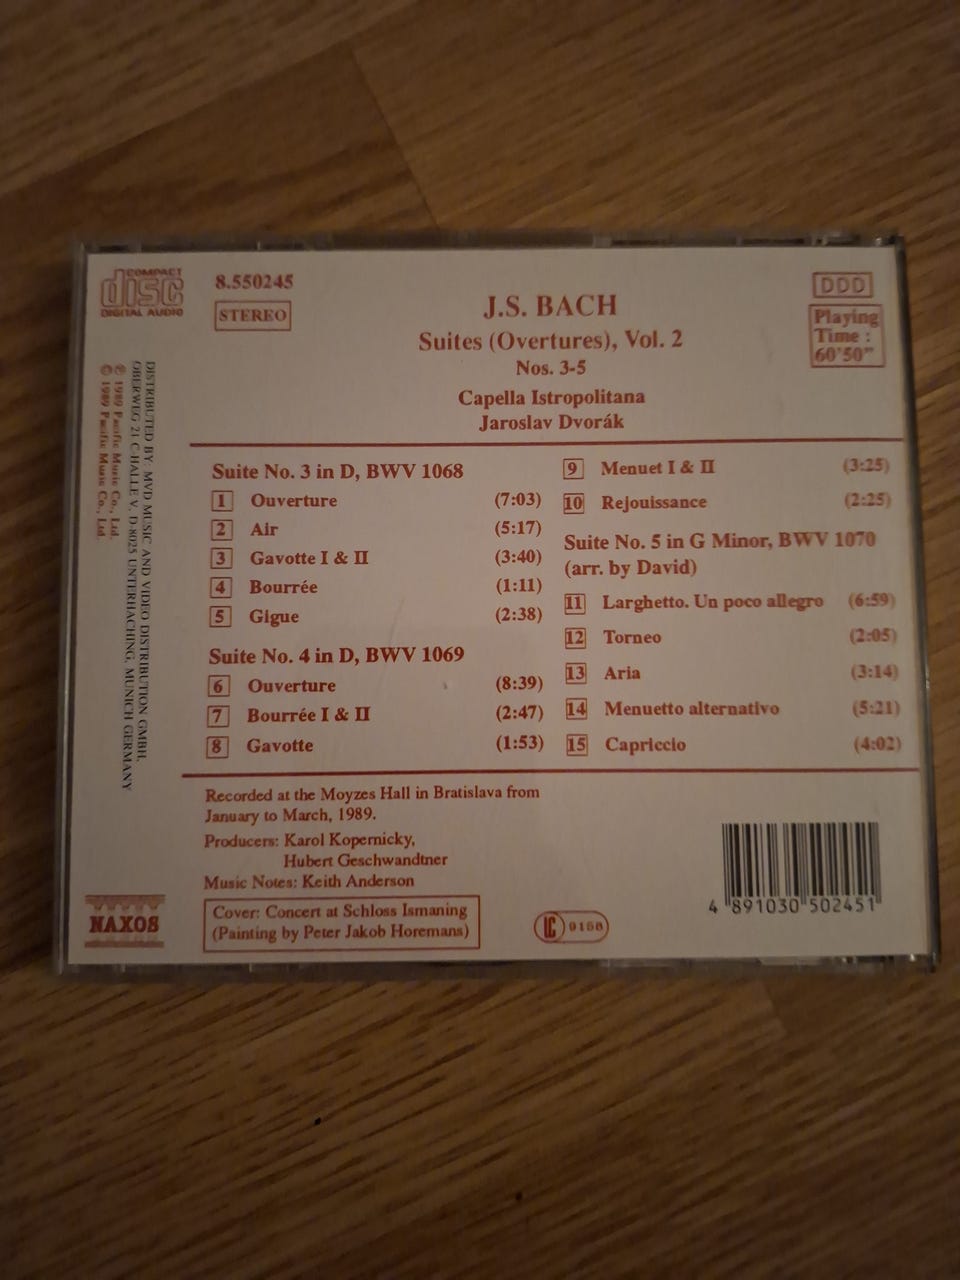 COMPACT
disc
DIGITAL AUDIO
8.550245
STEREO
DDD
Playing
Time :
60'50"
J.S. BACH
Suites (Overtures), Vol. 2
Nos. 3-5
Capella Istropolitana
Jaroslav Dvorák
Suite No. 3 in D, BWV 1068
1 Ouverture (7:03)
2 Air (5:17)
3 Gavotte I & II (3:40)
4 Bourrée (1:11)
5 Gigue (2:38)
Suite No. 4 in D, BWV 1069
6 Ouverture (8:39)
7 Bourrée I & II (2:47)
8 Gavotte (1:53)
9 Menuet I & II (3:25)
10 Rejouissance (2:25)
Suite No. 5 in G Minor, BWV 1070
(arr. by David)
11 Larghetto. Un poco allegro (6:59)
12 Torneo (2:05)
13 Aria (3:14)
14 Menuetto alternativo (5:21)
15 Capriccio (4:02)
Recorded at the Moyzes Hall in Bratislava from
January to March, 1989.
Producers: Karol Kopernicky,
Hubert Geschwandtner
Music Notes: Keith Anderson
Cover: Concert at Schloss Ismaning
(Painting by Peter Jakob Horemans)
LC 9158
4 891030 502451
NAXOS
DISTRIBUTED BY: MVD MUSIC AND VIDEO DISTRIBUTION GMBH,
OBERWEG 21 C-HALLE V, D-8025 UNTERHACHING, MUNICH GERMANY
℗ 1989 Pacific Music Co., Ltd.
© 1989 Pacific Music Co., Ltd.